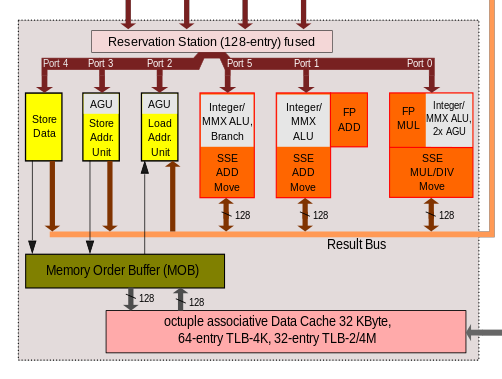 Reservation Station (128-entry) fused
Port 4
Port 3
Port 2
Port 5
Port 1
Port 0
Store
Data
AGU
Store
Addr.
Unit
AGU
Load
Addr.
Unit
Integer/
MMX ALU,
Branch
SSE
ADD
Move
Integer/
MMX
ALU
SSE
ADD
Move
FP
ADD
FP
MUL
Integer/
MMX ALU,
2x AGU
SSE
MUL/DIV
Move
128
128
128
Result Bus
Memory Order Buffer (MOB)
128
128
octuple associative Data Cache 32 KByte,
64-entry TLB-4K, 32-entry TLB-2/4M